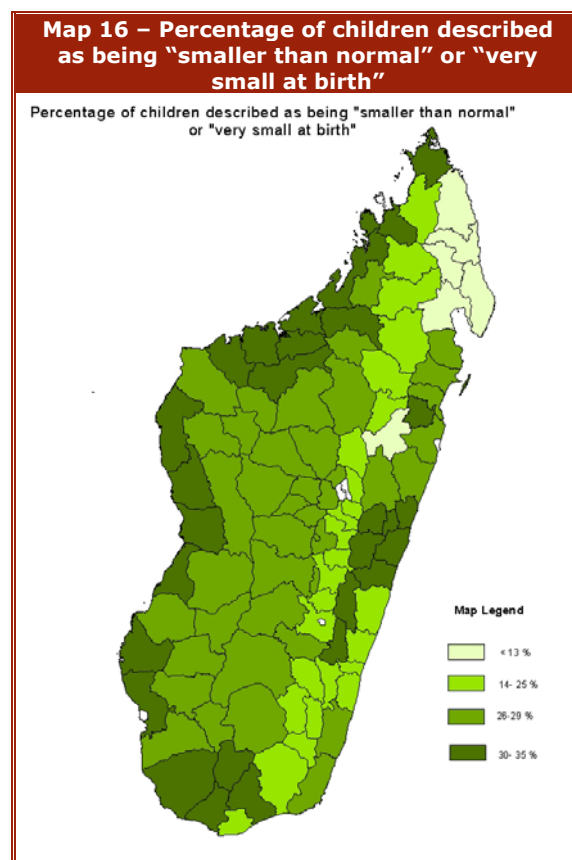 Map 16 – Percentage of children described
as being “smaller than normal” or “very
small at birth”
Percentage of children described as being "smaller than normal"
or "very small at birth"
Map Legend
< 13 %
14- 25 %
26-29 %
30- 35 %